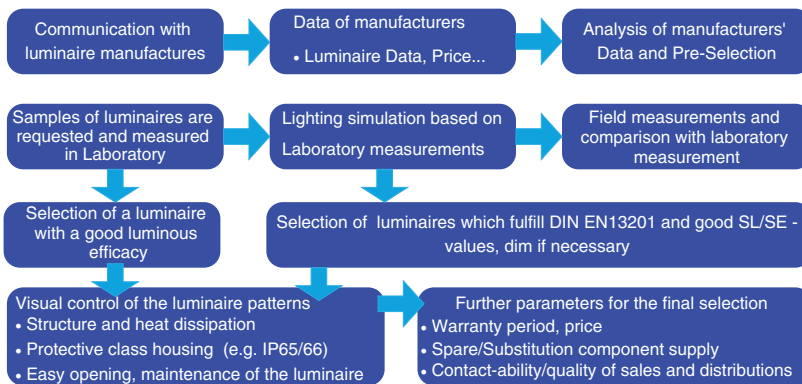 Communication with
luminaire manufactures
Data of manufacturers
• Luminaire Data, Price...
Analysis of manufacturers'
Data and Pre-Selection
Samples of luminaires are
requested and measured
in Laboratory
Lighting simulation based on
Laboratory measurements
Field measurements and
comparison with laboratory
measurement
Selection of a luminaire
with a good luminous
efficacy
Selection of luminaires which fulfill DIN EN13201 and good SL/SE -
values, dim if necessary
Visual control of the luminaire patterns
• Structure and heat dissipation
• Protective class housing (e.g. IP65/66)
• Easy opening, maintenance of the luminaire
Further parameters for the final selection
• Warranty period, price
• Spare/Substitution component supply
• Contact-ability/quality of sales and distributions